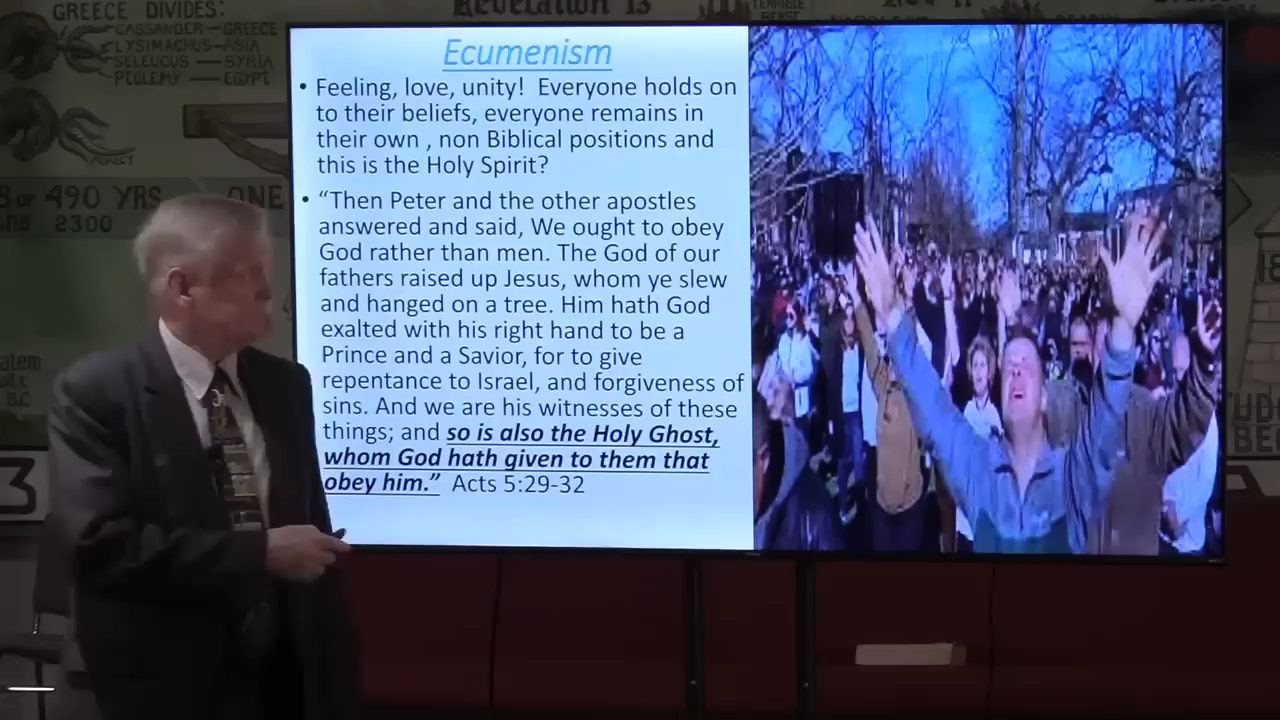 Revelation 13
GREECE DIVIDES:
CASSANDER—GREECE
LYSIMACHUS—ASIA
SELEUCUS — SYRIA
PTOLEMY — EGYPT
TERRIBLE
BEAST
or 490 YRS
ONE
2300
3
Ecumenism
• Feeling, love, unity! Everyone holds on
to their beliefs, everyone remains in
their own , non Biblical positions and
this is the Holy Spirit?
• “Then Peter and the other apostles
answered and said, We ought to obey
God rather than men. The God of our
fathers raised up Jesus, whom ye slew
and hanged on a tree. Him hath God
exalted with his right hand to be a
Prince and a Savior, for to give
repentance to Israel, and forgiveness of
sins. And we are his witnesses of these
things; and so is also the Holy Ghost,
whom God hath given to them that
obey him.” Acts 5:29-32